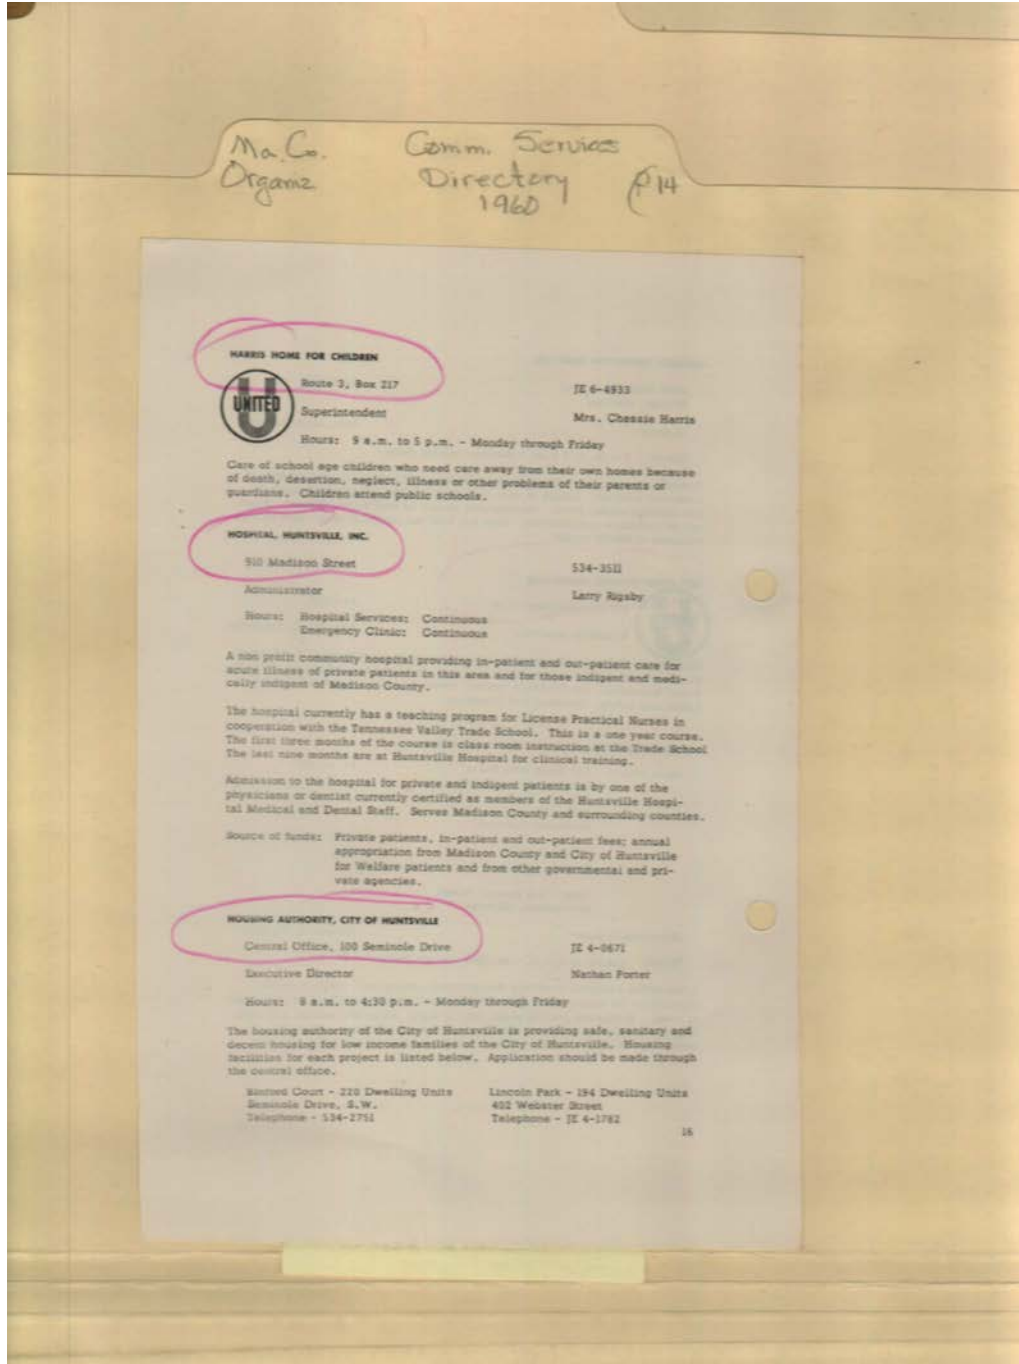 Ma. Co. Comm. Services
Organiz Directory P14
1960
HARRIS HOME FOR CHILDREN
Route 3, Box 217 JE 6-4933
UNITED
Superintendent Mrs. Chessie Harris
Hours: 9 a.m. to 5 p.m. - Monday through Friday
Care of school age children who need care away from their own homes because
of death, desertion, neglect, illness or other problems of their parents or
guardians. Children attend public schools.
HOSPITAL, HUNTSVILLE, INC.
910 Madison Street 534-3511
Administrator Larry Rigsby
Hours: Hospital Services: Continuous
Emergency Clinic: Continuous
A non profit community hospital providing in-patient and out-patient care for
acute illness of private patients in this area and for those indigent and medi-
cally indigent of Madison County.
The hospital currently has a teaching program for License Practical Nurses in
cooperation with the Tennessee Valley Trade School. This is a one year course.
The first three months of the course is class room instruction at the Trade School
The last nine months are at Huntsville Hospital for clinical training.
Admission to the hospital for private and indigent patients is by one of the
physicians or dentist currently certified as members of the Huntsville Hospi-
tal Medical and Dental Staff. Serves Madison County and surrounding counties.
Source of funds: Private patients, in-patient and out-patient fees; annual
appropriation from Madison County and City of Huntsville
for Welfare patients and from other governmental and pri-
vate agencies.
HOUSING AUTHORITY, CITY OF HUNTSVILLE
Central Office, 100 Seminole Drive JE 4-0671
Executive Director Nathan Porter
Hours: 8 a.m. to 4:30 p.m. - Monday through Friday
The housing authority of the City of Huntsville is providing safe, sanitary and
decent housing for low income families of the City of Huntsville. Housing
facilities for each project is listed below. Application should be made through
the central office.
Binford Court - 220 Dwelling Units Lincoln Park - 194 Dwelling Units
Seminole Drive, S.W. 402 Webster Street
Telephone - 534-2751 Telephone - JE 4-1782
16